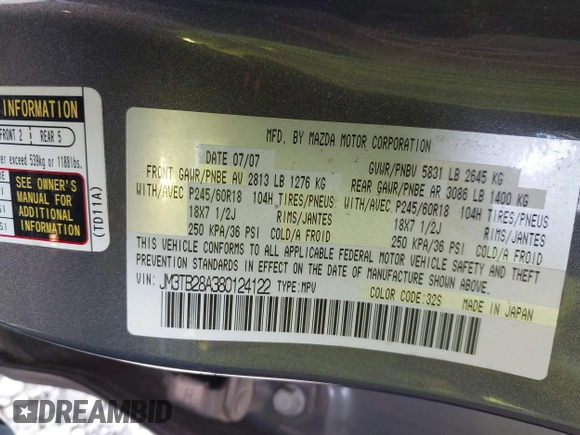 INFORMATION
FRONT 2 REAR 5
er exceed 539kg or 1188lbs.
SEE OWNER'S
MANUAL FOR
ADDITIONAL
INFORMATION
(TD11A)
MFD. BY MAZDA MOTOR CORPORATION
DATE 07/07
GVWR/PNBV 5831 LB 2645 KG
FRONT GAWR/PNBE AV 2813 LB 1276 KG
REAR GAWR/PNBE AR 3086 LB 1400 KG
WITH/AVEC P245/60R18 104H TIRES/PNEUS
WITH/AVEC P245/60R18 104H TIRES/PNEUS
18X7 1/2J RIMS/JANTES
18X7 1/2J RIMS/JANTES
250 KPA/36 PSI COLD/A FROID
250 KPA/36 PSI COLD/A FROID
THIS VEHICLE CONFORMS TO ALL APPLICABLE FEDERAL MOTOR VEHICLE SAFETY AND THEFT
PREVENTION STANDARDS IN EFFECT ON THE DATE OF MANUFACTURE SHOWN ABOVE.
VIN: JM3TB28A380124122 TYPE:MPV
COLOR CODE:32S
MADE IN JAPAN
DREAMBID